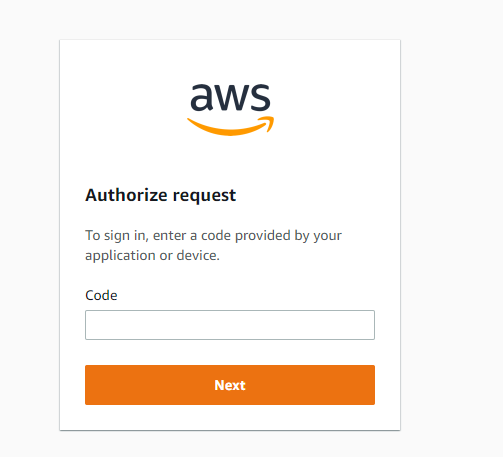 aws
Authorize request
To sign in, enter a code provided by your
application or device.
Code
Next